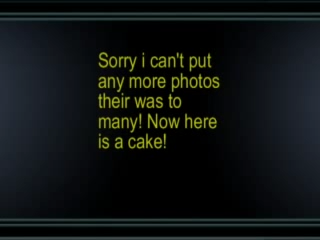 Sorry i can't put
any more photos
their was to
many! Now here
is a cake!